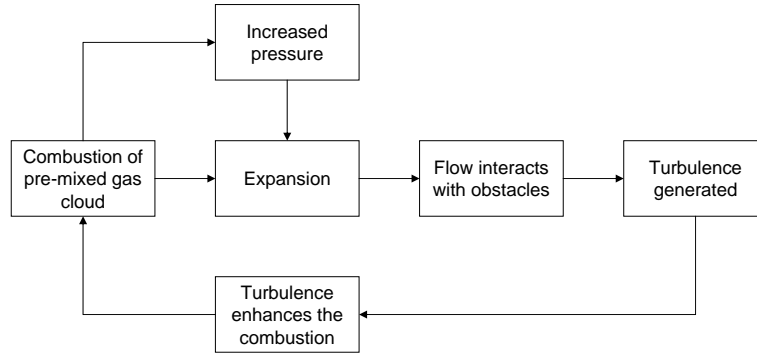 Increased
pressure
Combustion of
pre-mixed gas
cloud
Expansion
Flow interacts
with obstacles
Turbulence
generated
Turbulence
enhances the
combustion